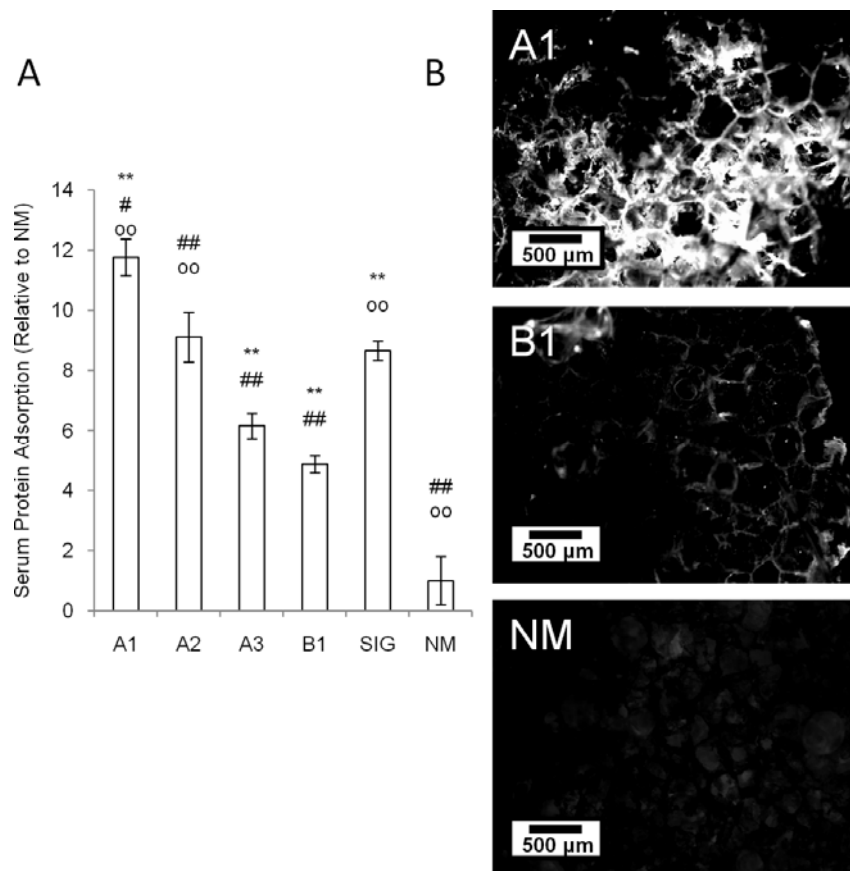 A
B
Serum Protein Adsorption (Relative to NM)
14
12
10
8
6
4
2
0
**
#
oo
##
oo
**
##
**
##
**
oo
##
oo
A1 A2 A3 B1 SIG NM
A1
500 µm
B1
500 µm
NM
500 µm